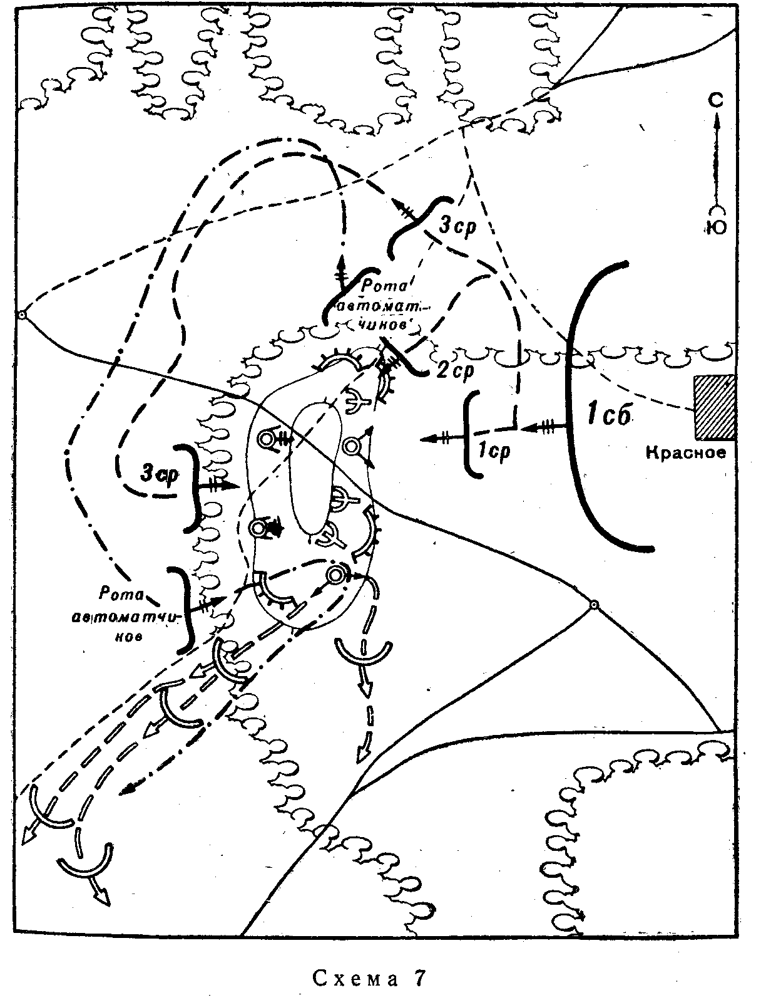 С
Ю
3 ср
Рота
автомат-
чиков
2 ср
1 ср
1 сб
Красное
3 ср
Рота
автоматчи-
ков
Схема 7